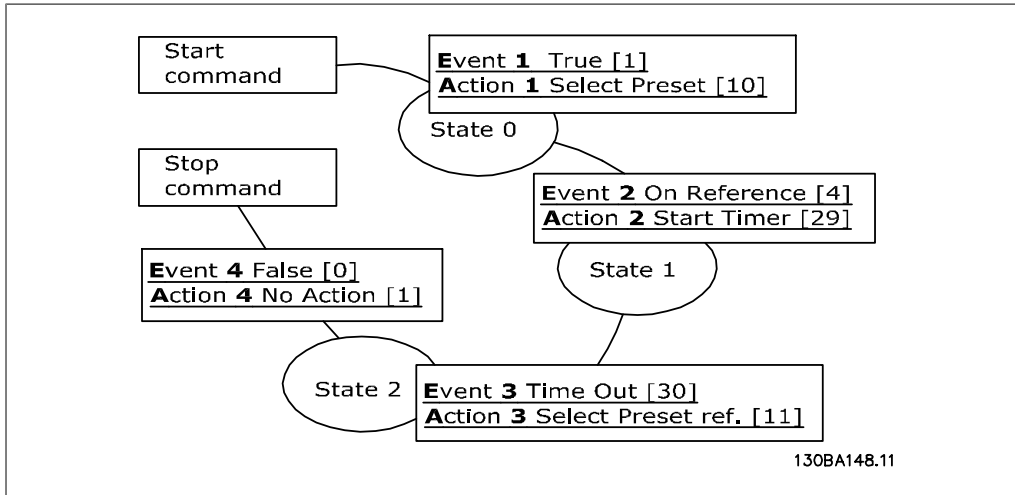 Start
command
Event 1 True [1]
Action 1 Select Preset [10]
State 0
Stop
command
Event 2 On Reference [4]
Action 2 Start Timer [29]
State 1
Event 4 False [0]
Action 4 No Action [1]
State 2
Event 3 Time Out [30]
Action 3 Select Preset ref. [11]
130BA148.11